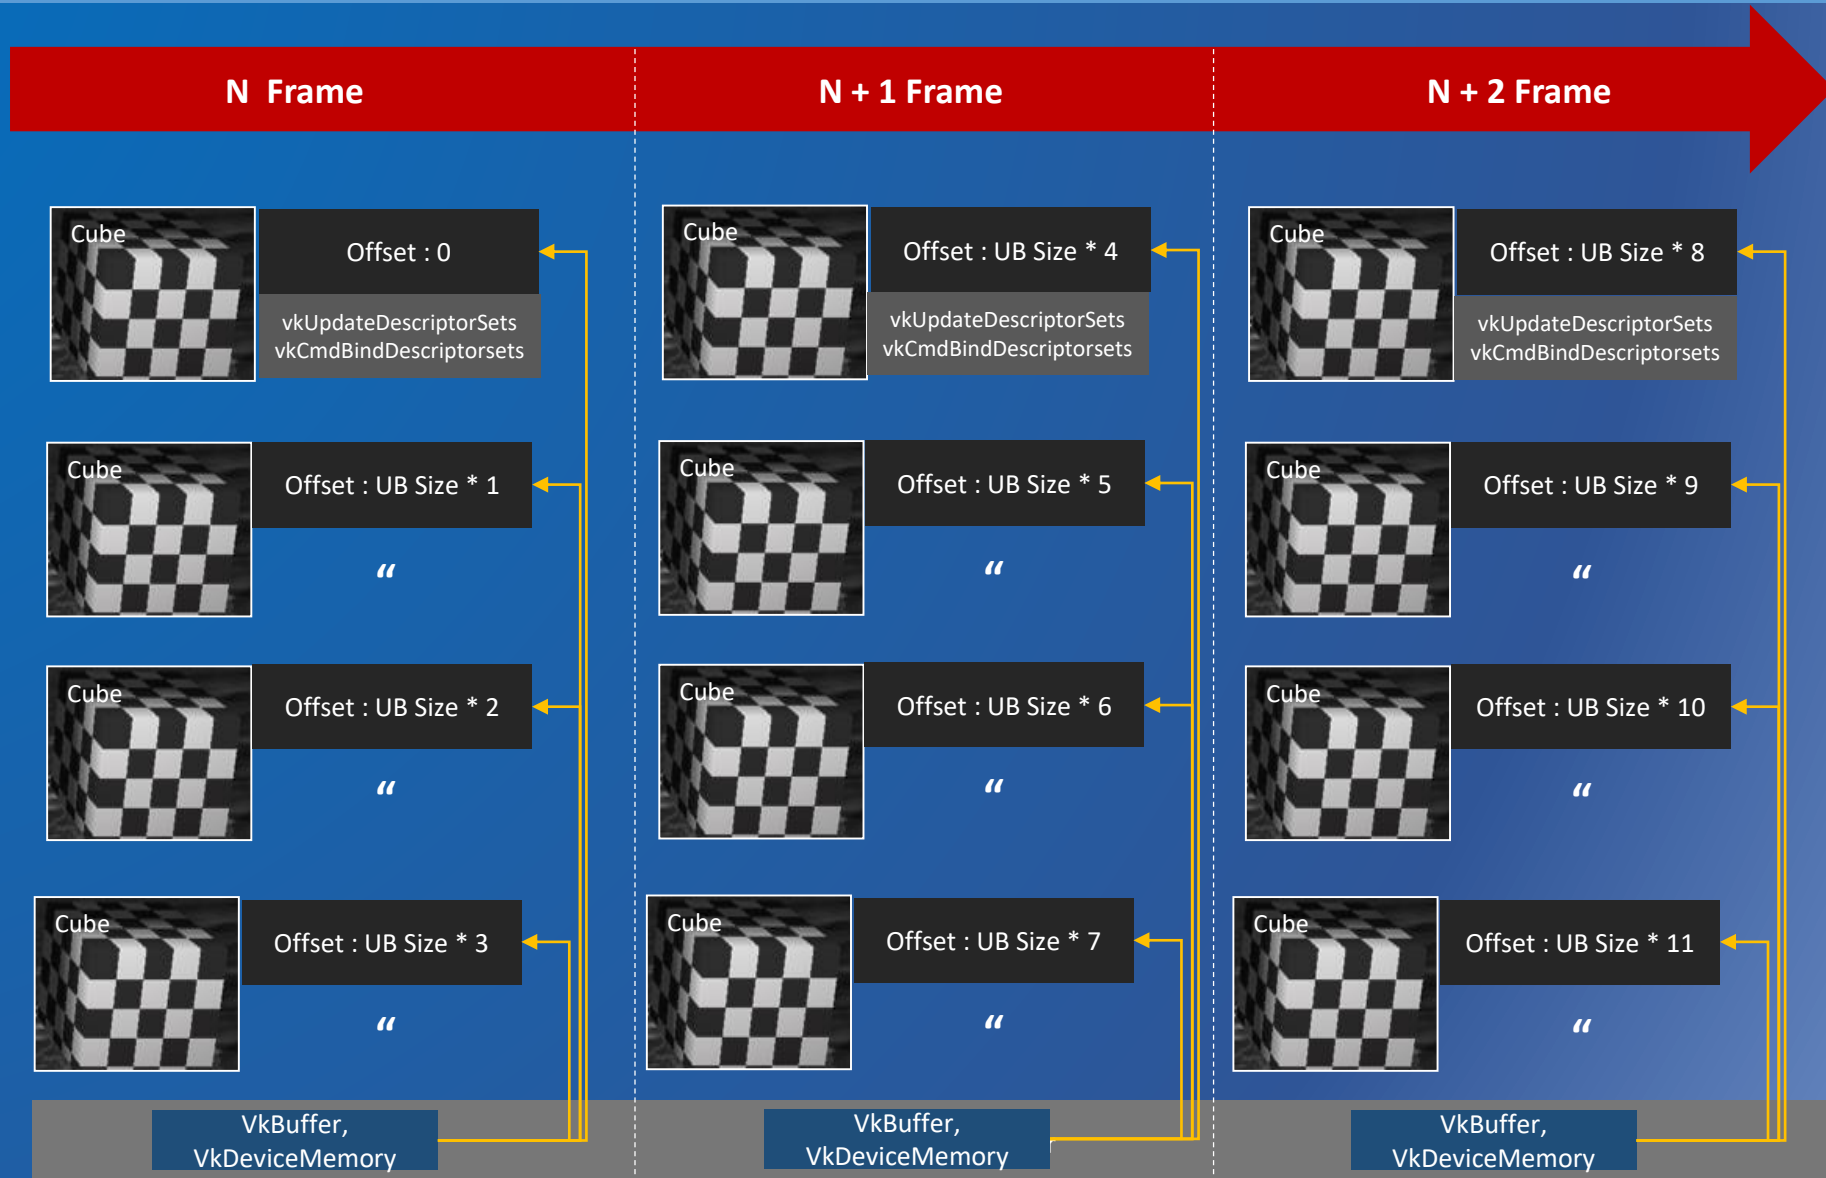 N  Frame
N + 1 Frame
N + 2 Frame
Cube
Offset : 0
vkUpdateDescriptorSets
vkCmdBindDescriptorsets
Cube
Offset : UB Size * 4
vkUpdateDescriptorSets
vkCmdBindDescriptorsets
Cube
Offset : UB Size * 8
vkUpdateDescriptorSets
vkCmdBindDescriptorsets
Cube
Offset : UB Size * 1
“
Cube
Offset : UB Size * 5
“
Cube
Offset : UB Size * 9
“
Cube
Offset : UB Size * 2
“
Cube
Offset : UB Size * 6
“
Cube
Offset : UB Size * 10
“
Cube
Offset : UB Size * 3
“
Cube
Offset : UB Size * 7
“
Cube
Offset : UB Size * 11
“
VkBuffer,
VkDeviceMemory
VkBuffer,
VkDeviceMemory
VkBuffer,
VkDeviceMemory